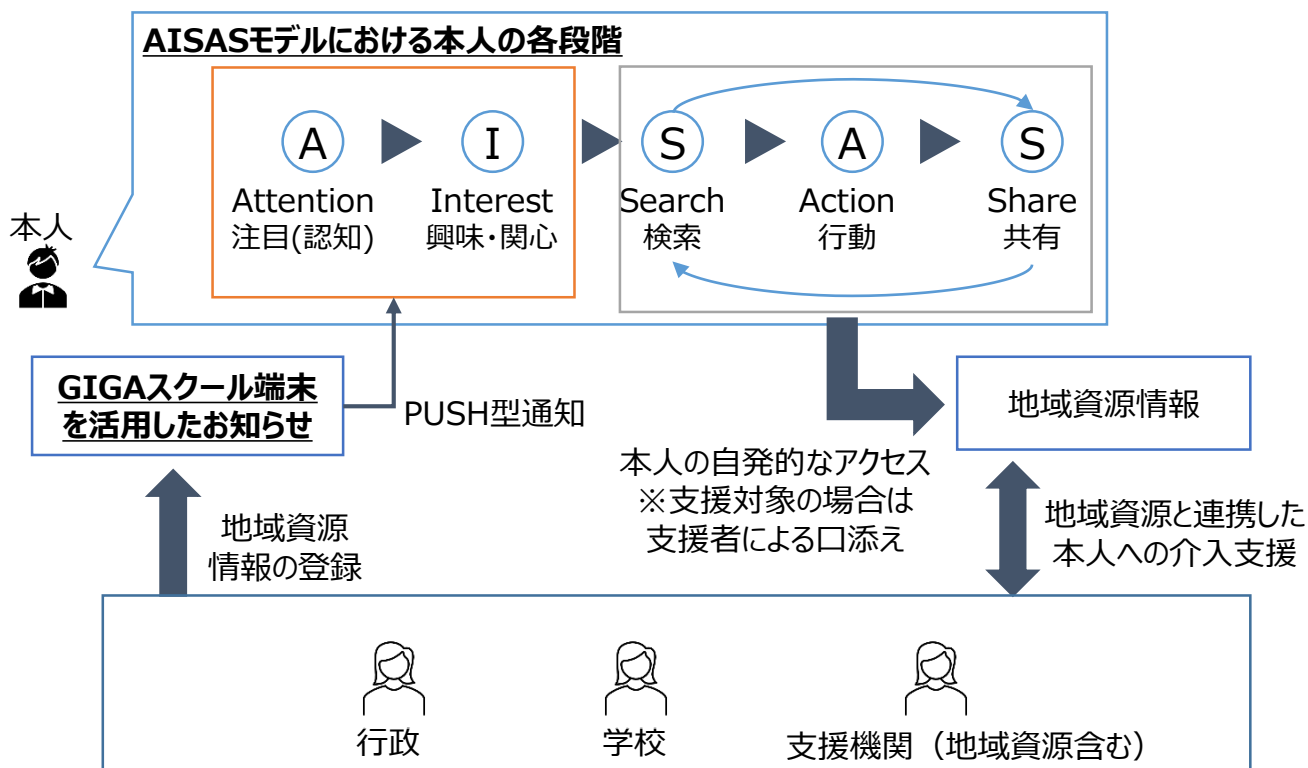 AISASモデルにおける本人の各段階
A
I
S
A
S
Attention
注目(認知)
Interest
興味・関心
Search
検索
Action
行動
Share
共有
本人
GIGAスクール端末
を活用したお知らせ
PUSH型通知
地域資源情報
本人の自発的なアクセス
※支援対象の場合は
支援者による口添え
地域資源と連携した
本人への介入支援
地域資源
情報の登録
行政
学校
支援機関（地域資源含む）